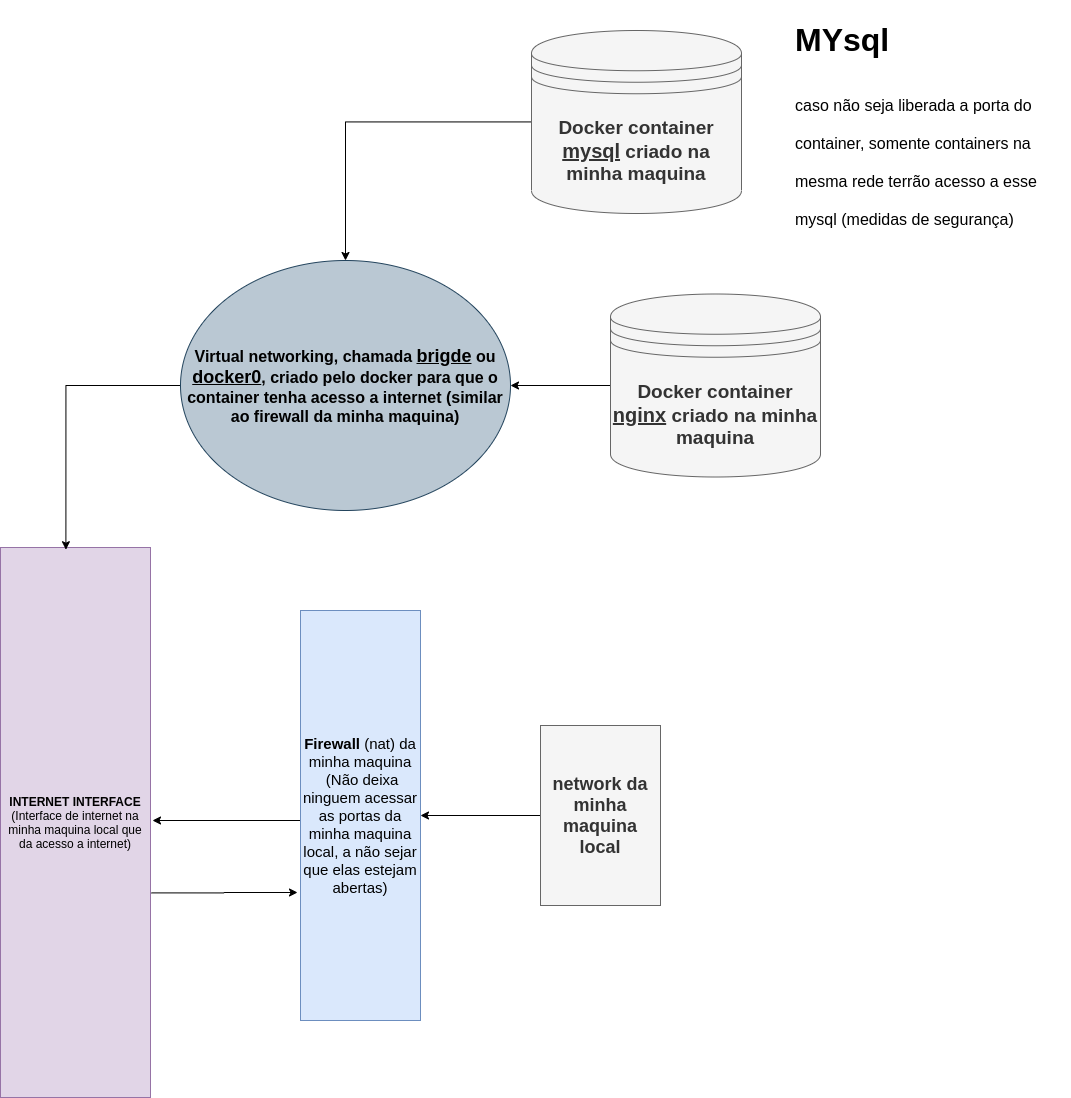 MYsql
caso não seja liberada a porta do
container, somente containers na
mesma rede terrão acesso a esse
mysql (medidas de segurança)
Docker container
mysql criado na
minha maquina
Virtual networking, chamada brigde ou
docker0, criado pelo docker para que o
container tenha acesso a internet (similar
ao firewall da minha maquina)
Docker container
nginx criado na minha
maquina
INTERNET INTERFACE
(Interface de internet na
minha maquina local que
da acesso a internet)
Firewall (nat) da
minha maquina
(Não deixa
ninguem acessar
as portas da
minha maquina
local, a não sejar
que elas estejam
abertas)
network da
minha
maquina
local